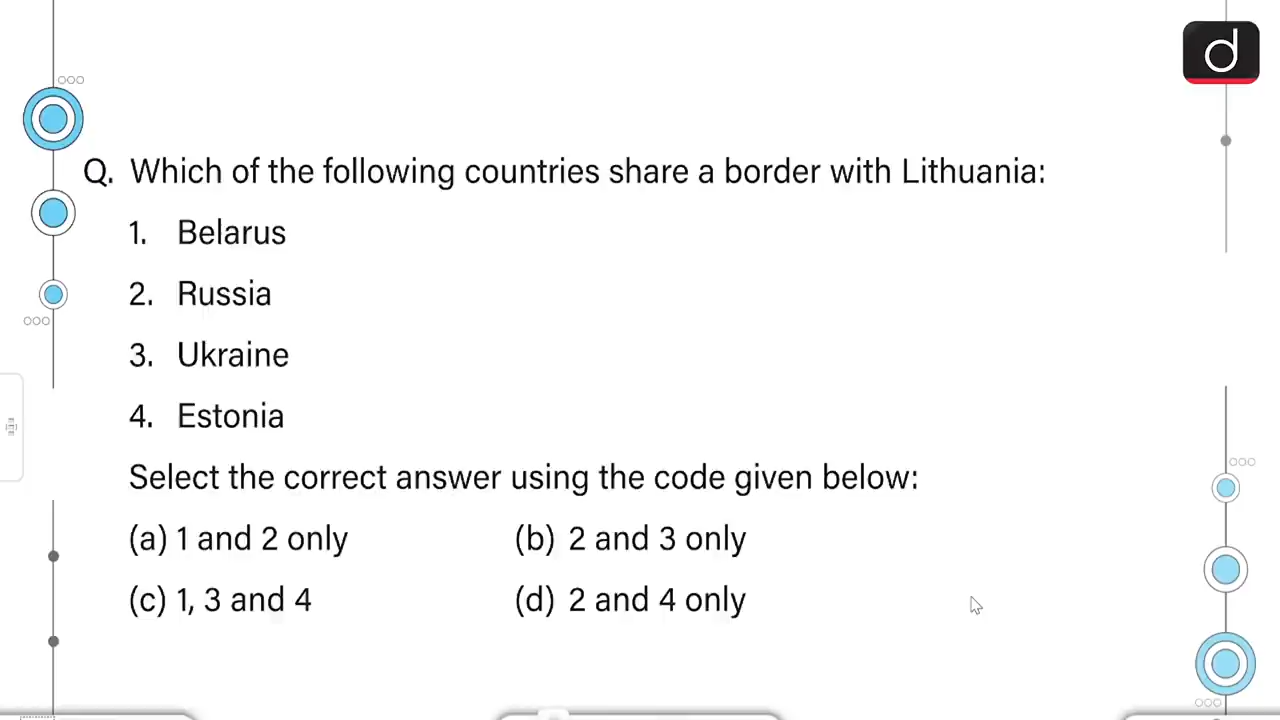 d
Q. Which of the following countries share a border with Lithuania:
1. Belarus
2. Russia
3. Ukraine
4. Estonia
Select the correct answer using the code given below:
(a) 1 and 2 only (b) 2 and 3 only
(c) 1, 3 and 4 (d) 2 and 4 only